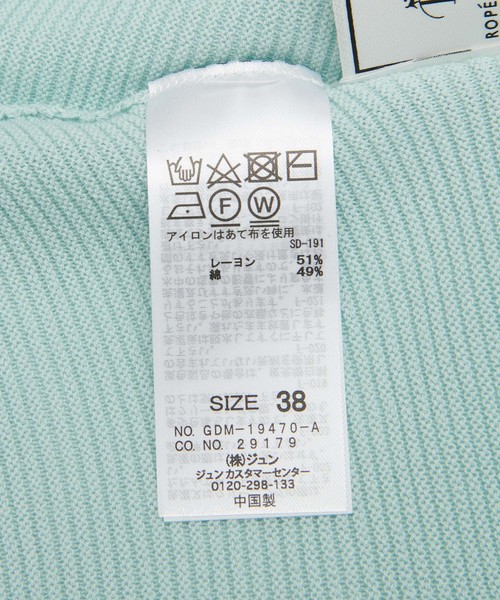 ROPÉ
F
W
アイロンはあて布を使用
SD-191
レーヨン 51%
綿 49%
SIZE 38
NO. GDM-19470-A
CO. NO. 29179
(株)ジュン
ジュンカスタマーセンター
0120-298-133
中国製